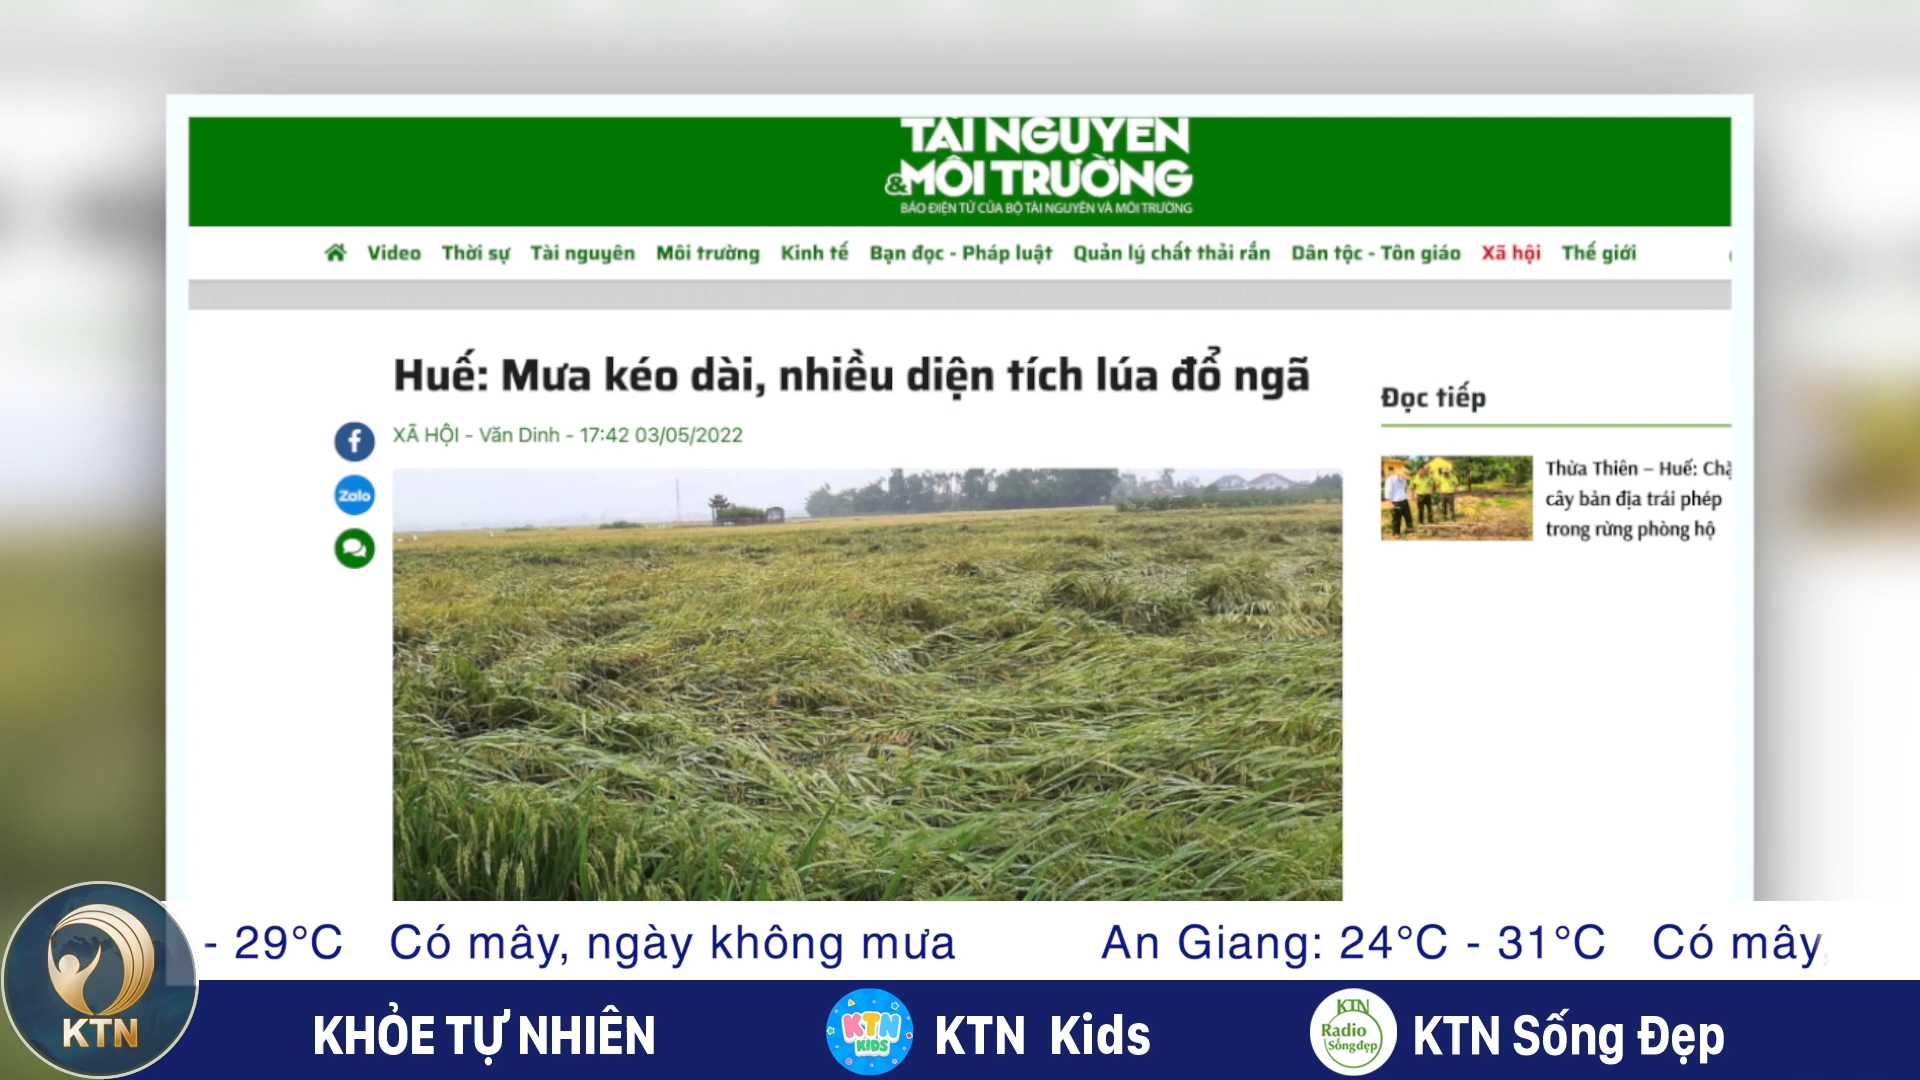 TÀI NGUYÊN
& MÔI TRƯỜNG
BÁO ĐIỆN TỬ CỦA BỘ TÀI NGUYÊN VÀ MÔI TRƯỜNG
Video Thời sự Tài nguyên Môi trường Kinh tế Bạn đọc - Pháp luật Quản lý chất thải rắn Dân tộc - Tôn giáo Xã hội Thế giới
Huế: Mưa kéo dài, nhiều diện tích lúa đổ ngã
XÃ HỘI - Văn Dinh - 17:42 03/05/2022
Zalo
Đọc tiếp
Thừa Thiên – Huế:
cây bản địa trái phép
trong rừng phòng hộ
- 29°C Có mây, ngày không mưa An Giang: 24°C - 31°C Có mây,
KTN
KHỎE TỰ NHIÊN
KTN
KIDS
KTN Kids
KTN
Radio
Sốngđẹp
KTN Sống Đẹp